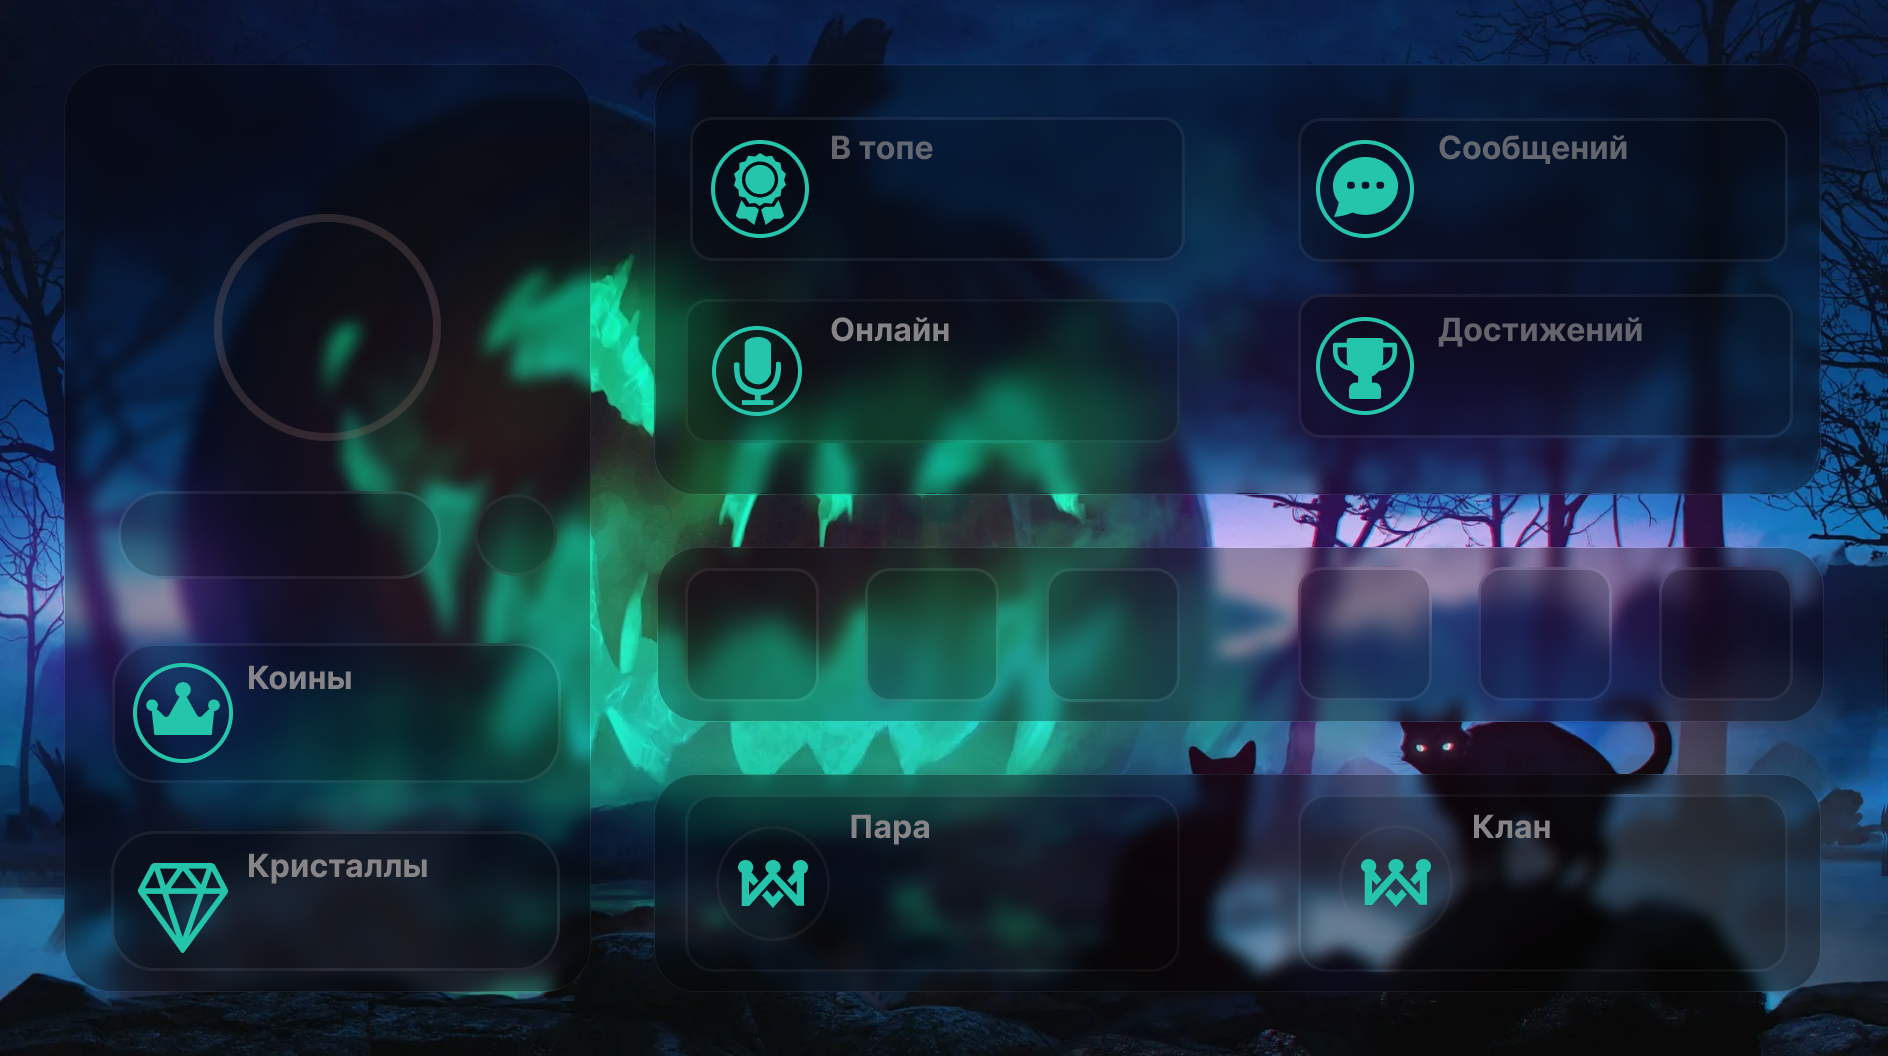 В топе
Сообщений
Онлайн
Достижений
Коины
Кристаллы
Пара
Клан